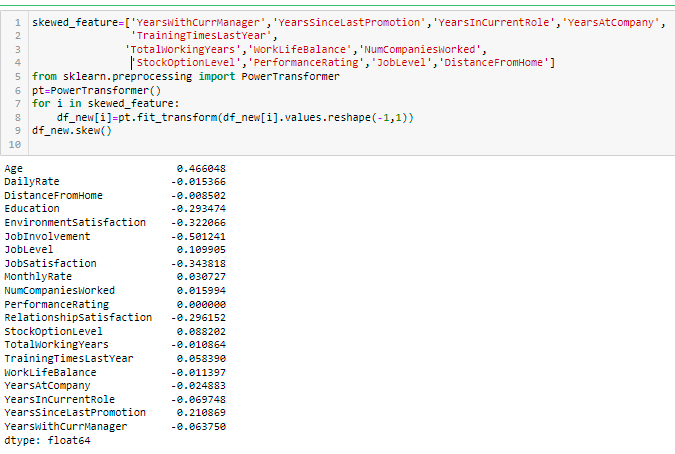 1 skewed_feature=['YearsWithCurrManager','YearsSinceLastPromotion','YearsInCurrentRole','YearsAtCompany',
2 'TrainingTimesLastYear',
3 'TotalWorkingYears','WorkLifeBalance','NumCompaniesWorked',
4 'StockOptionLevel','PerformanceRating','JobLevel','DistanceFromHome']
5 from sklearn.preprocessing import PowerTransformer
6 pt=PowerTransformer()
7 for i in skewed_feature:
8 df_new[i]=pt.fit_transform(df_new[i].values.reshape(-1,1))
9 df_new.skew()
10
Age 0.466048
DailyRate -0.015366
DistanceFromHome -0.008502
Education -0.293474
EnvironmentSatisfaction -0.322066
JobInvolvement -0.501241
JobLevel 0.109905
JobSatisfaction -0.343818
MonthlyRate 0.030727
NumCompaniesWorked 0.015994
PerformanceRating 0.000000
RelationshipSatisfaction -0.296152
StockOptionLevel 0.088202
TotalWorkingYears -0.010864
TrainingTimesLastYear 0.058390
WorkLifeBalance -0.011397
YearsAtCompany -0.024883
YearsInCurrentRole -0.069748
YearsSinceLastPromotion 0.210869
YearsWithCurrManager -0.063750
dtype: float64